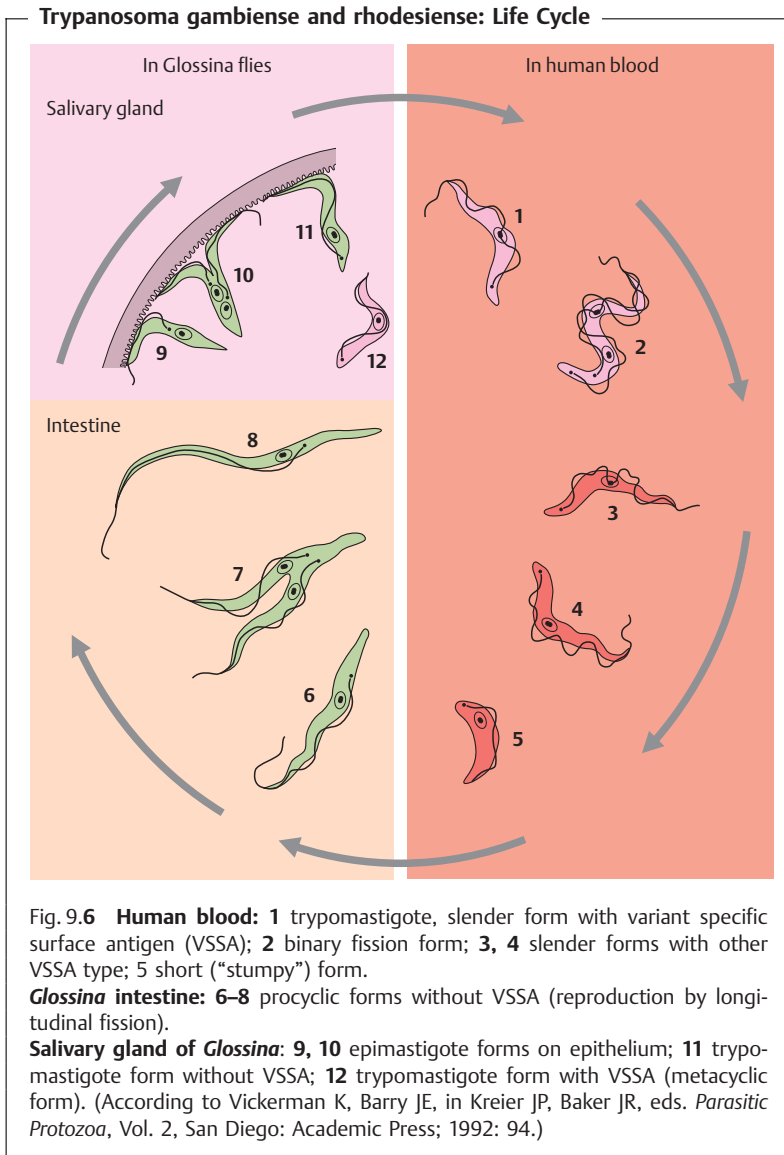 Trypanosoma gambiense and rhodesiense: Life Cycle
In Glossina flies
In human blood
Salivary gland
1
11
10
2
9
12
Intestine
8
3
7
4
6
5
Fig. 9.6 Human blood: 1 trypomastigote, slender form with variant specific
surface antigen (VSSA); 2 binary fission form; 3, 4 slender forms with other
VSSA type; 5 short (“stumpy”) form.
Glossina intestine: 6–8 procyclic forms without VSSA (reproduction by longi-
tudinal fission).
Salivary gland of Glossina: 9, 10 epimastigote forms on epithelium; 11 trypo-
mastigote form without VSSA; 12 trypomastigote form with VSSA (metacyclic
form). (According to Vickerman K, Barry JE, in Kreier JP, Baker JR, eds. Parasitic
Protozoa, Vol. 2, San Diego: Academic Press; 1992: 94.)